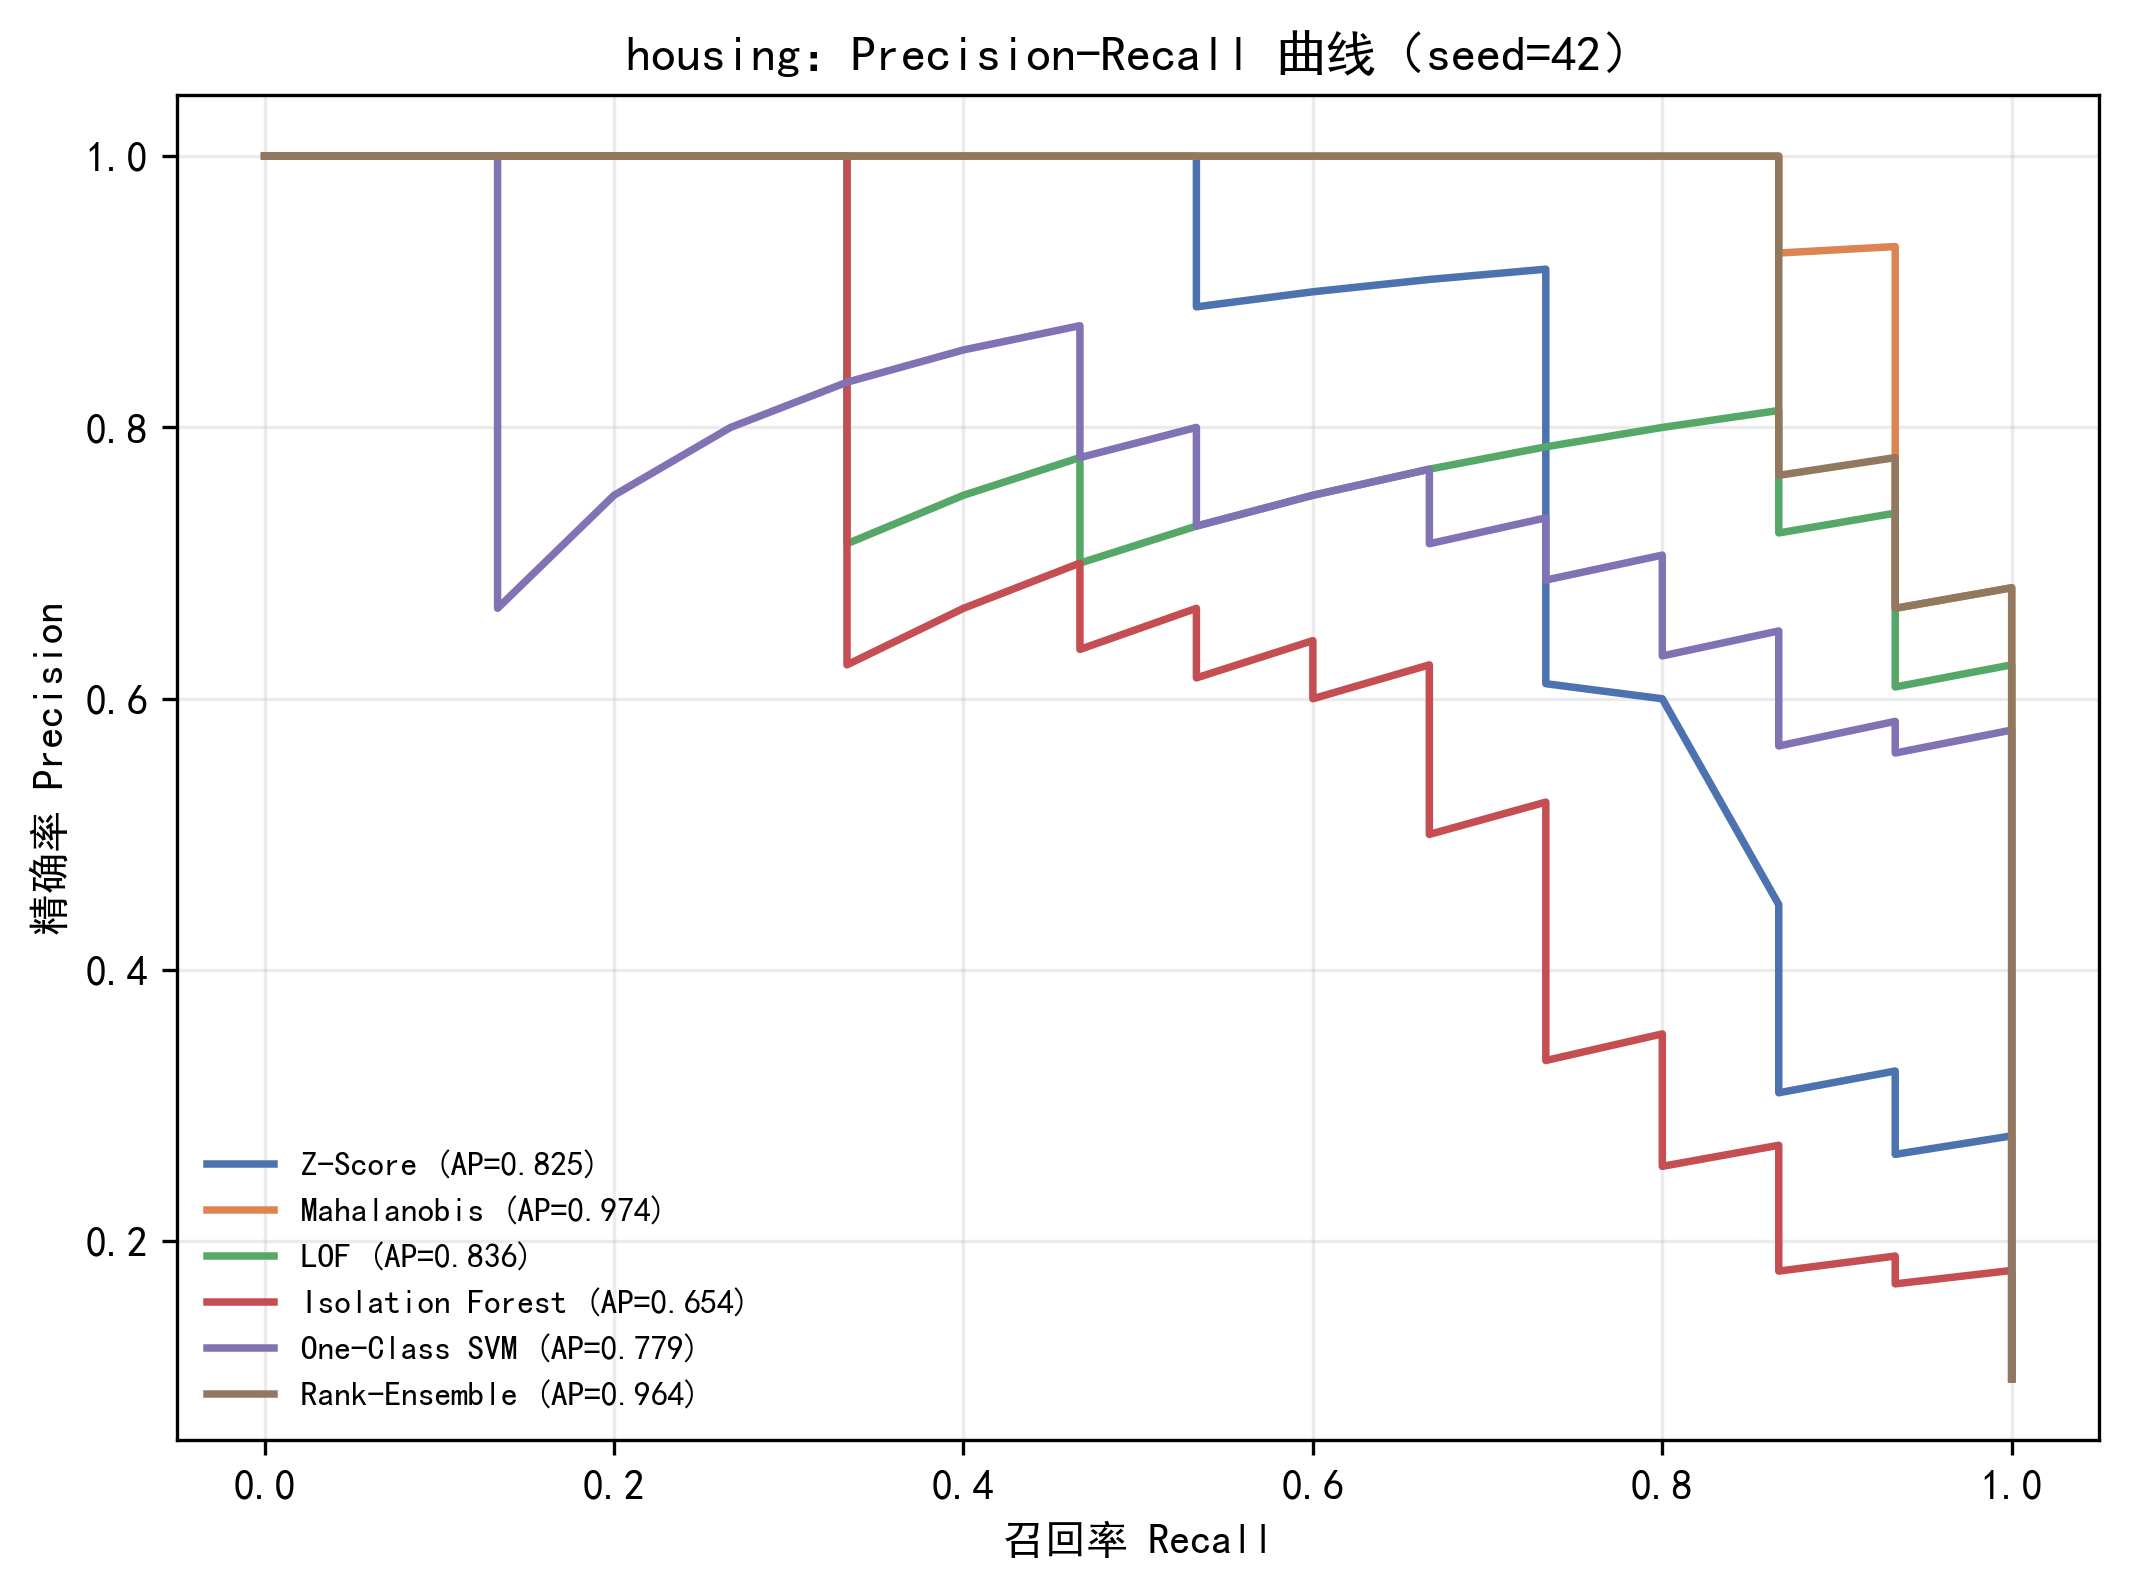 housing：Precision-Recall 曲线（seed=42）
1.0
0.8
0.6
0.4
0.2
精确率 Precision
Z-Score (AP=0.825)
Mahalanobis (AP=0.974)
LOF (AP=0.836)
Isolation Forest (AP=0.654)
One-Class SVM (AP=0.779)
Rank-Ensemble (AP=0.964)
0.0 0.2 0.4 0.6 0.8 1.0
召回率 Recall